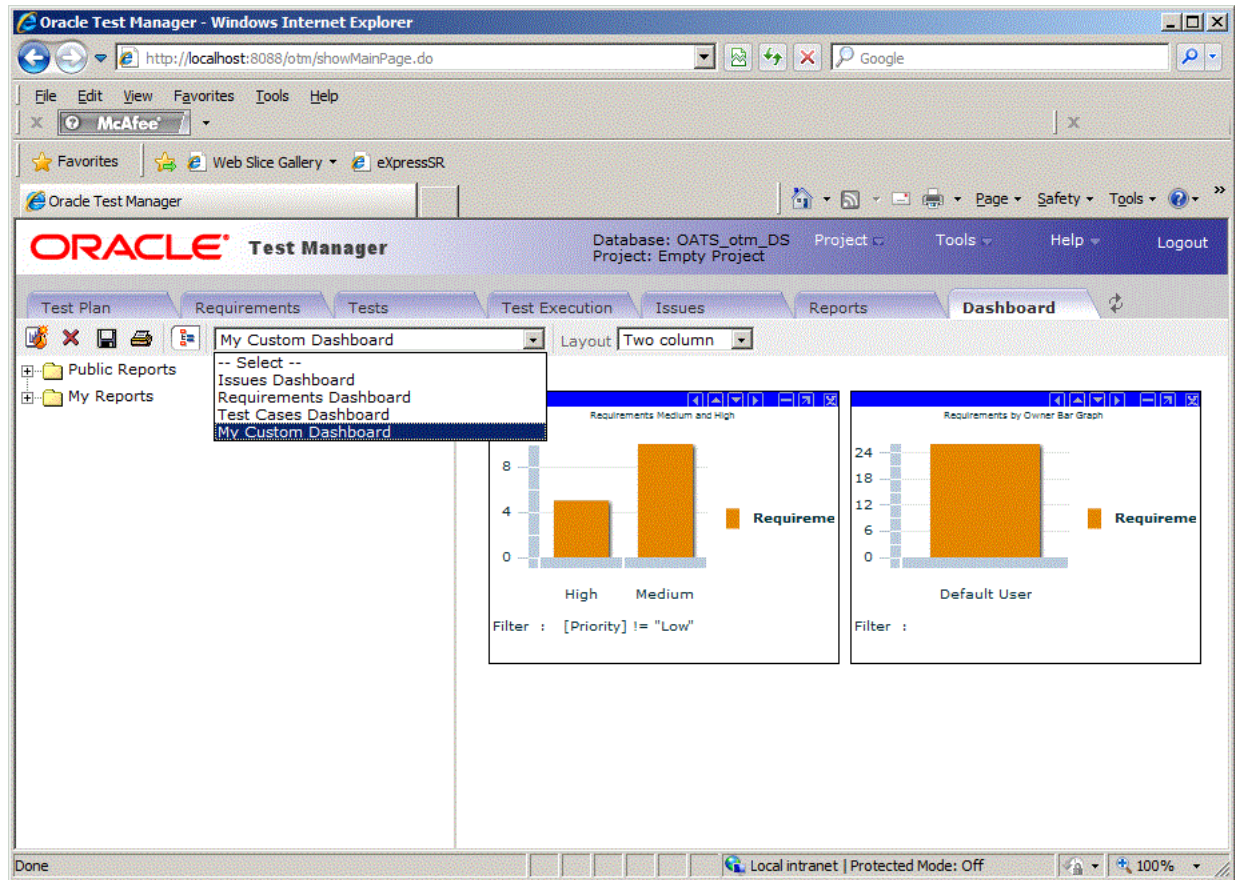 Oracle Test Manager - Windows Internet Explorer
http://localhost:8088/otm/showMainPage.do
Google
File Edit View Favorites Tools Help
McAfee
Favorites Web Slice Gallery eXpressSR
Oracle Test Manager
Page Safety Tools
ORACLE Test Manager
Database: OATS_otm_DS
Project: Empty Project
Project Tools Help Logout
Test Plan Requirements Tests Test Execution Issues Reports Dashboard
My Custom Dashboard Layout Two column
-- Select --
Issues Dashboard
Requirements Dashboard
Test Cases Dashboard
My Custom Dashboard
Public Reports
My Reports
Requirements Medium and High
8
4
0
Requireme
High Medium
Filter : [Priority] != "Low"
Requirements by Owner Bar Graph
24
18
12
6
0
Requireme
Default User
Filter :
Done Local intranet | Protected Mode: Off 100%